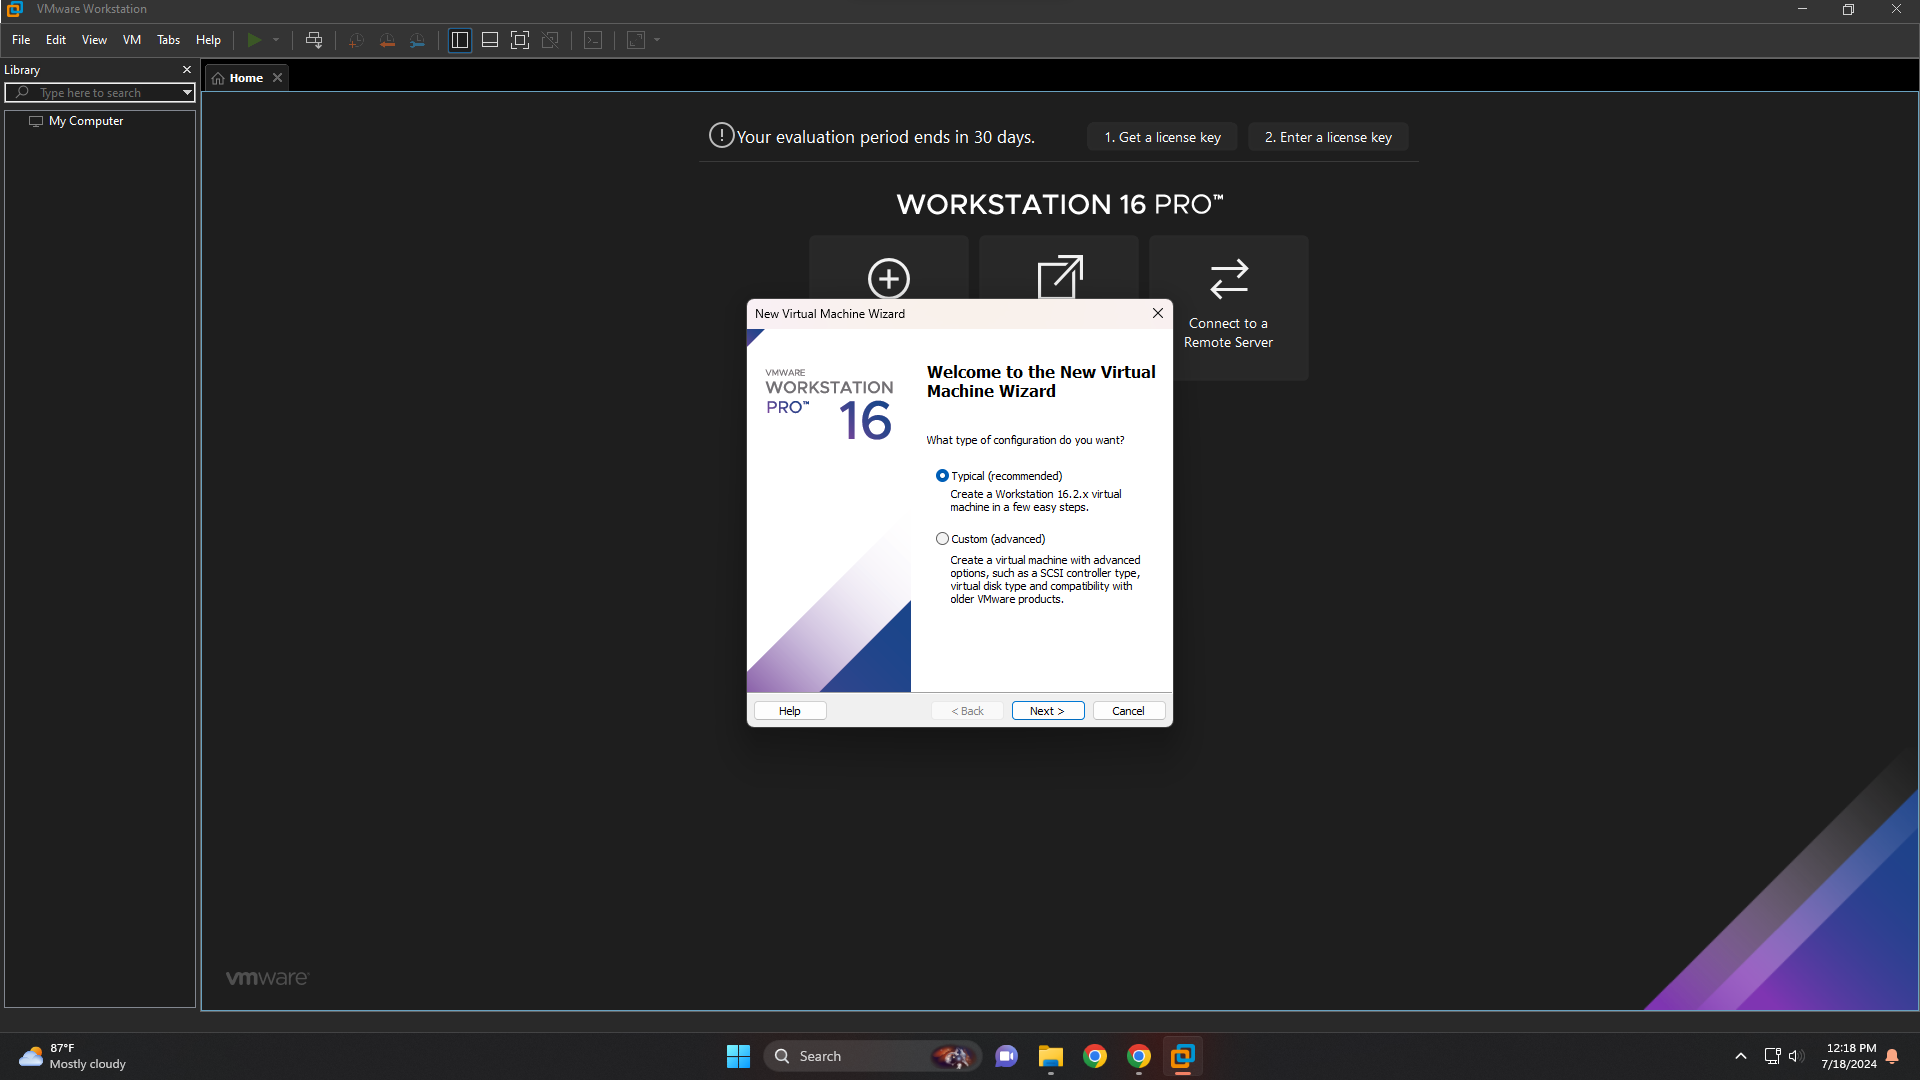 VMware Workstation
File Edit View VM Tabs Help
Library
Type here to search
My Computer
Home
Your evaluation period ends in 30 days.
1. Get a license key
2. Enter a license key
WORKSTATION 16 PRO™
Connect to a
Remote Server
New Virtual Machine Wizard
VMWARE
WORKSTATION
PRO™ 16
Welcome to the New Virtual
Machine Wizard
What type of configuration do you want?
Typical (recommended)
Create a Workstation 16.2.x virtual
machine in a few easy steps.
Custom (advanced)
Create a virtual machine with advanced
options, such as a SCSI controller type,
virtual disk type and compatibility with
older VMware products.
Help
< Back
Next >
Cancel
vmware
87°F
Mostly cloudy
Search
12:18 PM
7/18/2024